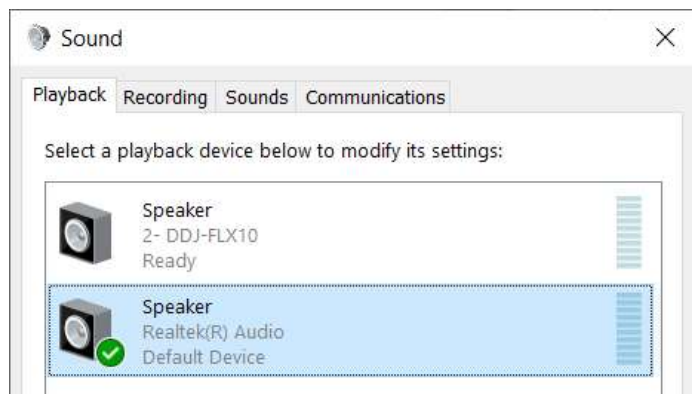 Sound
Playback Recording Sounds Communications
Select a playback device below to modify its settings:
Speaker
2- DDJ-FLX10
Ready
Speaker
Realtek(R) Audio
Default Device